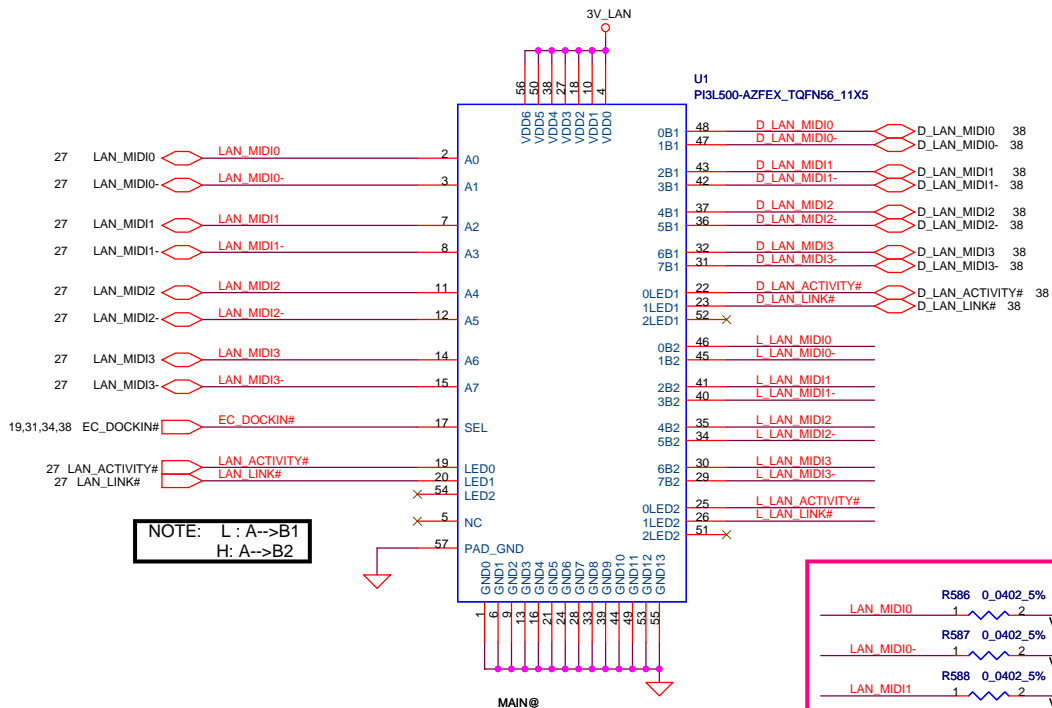 3V_LAN
U1
PI3L500-AZFEX_TQFN56_11X5
56 50 38 27 18 10 4
VDD6 VDD5 VDD4 VDD3 VDD2 VDD1 VDD0
27 LAN_MIDI0 LAN_MIDI0 2 A0
27 LAN_MIDI0- LAN_MIDI0- 3 A1
27 LAN_MIDI1 LAN_MIDI1 7 A2
27 LAN_MIDI1- LAN_MIDI1- 8 A3
27 LAN_MIDI2 LAN_MIDI2 11 A4
27 LAN_MIDI2- LAN_MIDI2- 12 A5
27 LAN_MIDI3 LAN_MIDI3 14 A6
27 LAN_MIDI3- LAN_MIDI3- 15 A7
19,31,34,38 EC_DOCKIN# EC_DOCKIN# 17 SEL
27 LAN_ACTIVITY# LAN_ACTIVITY# 19 LED0
27 LAN_LINK# LAN_LINK# 20 LED1
54 LED2
5 NC
57 PAD_GND
0B1 48 D_LAN_MIDI0 D_LAN_MIDI0 38
1B1 47 D_LAN_MIDI0- D_LAN_MIDI0- 38
2B1 43 D_LAN_MIDI1 D_LAN_MIDI1 38
3B1 42 D_LAN_MIDI1- D_LAN_MIDI1- 38
4B1 37 D_LAN_MIDI2 D_LAN_MIDI2 38
5B1 36 D_LAN_MIDI2- D_LAN_MIDI2- 38
6B1 32 D_LAN_MIDI3 D_LAN_MIDI3 38
7B1 31 D_LAN_MIDI3- D_LAN_MIDI3- 38
0LED1 22 D_LAN_ACTIVITY# D_LAN_ACTIVITY# 38
1LED1 23 D_LAN_LINK# D_LAN_LINK# 38
2LED1 52
0B2 46 L_LAN_MIDI0
1B2 45 L_LAN_MIDI0-
2B2 41 L_LAN_MIDI1
3B2 40 L_LAN_MIDI1-
4B2 35 L_LAN_MIDI2
5B2 34 L_LAN_MIDI2-
6B2 30 L_LAN_MIDI3
7B2 29 L_LAN_MIDI3-
0LED2 25 L_LAN_ACTIVITY#
1LED2 26 L_LAN_LINK#
2LED2 51
NOTE: L : A-->B1
H: A-->B2
GND0 GND1 GND2 GND3 GND4 GND5 GND6 GND7 GND8 GND9 GND10 GND11 GND12 GND13
1 6 9 13 16 21 24 28 33 39 44 49 53 55
MAIN@
R586 0_0402_5%
LAN_MIDI0 1 2
R587 0_0402_5%
LAN_MIDI0- 1 2
R588 0_0402_5%
LAN_MIDI1 1 2